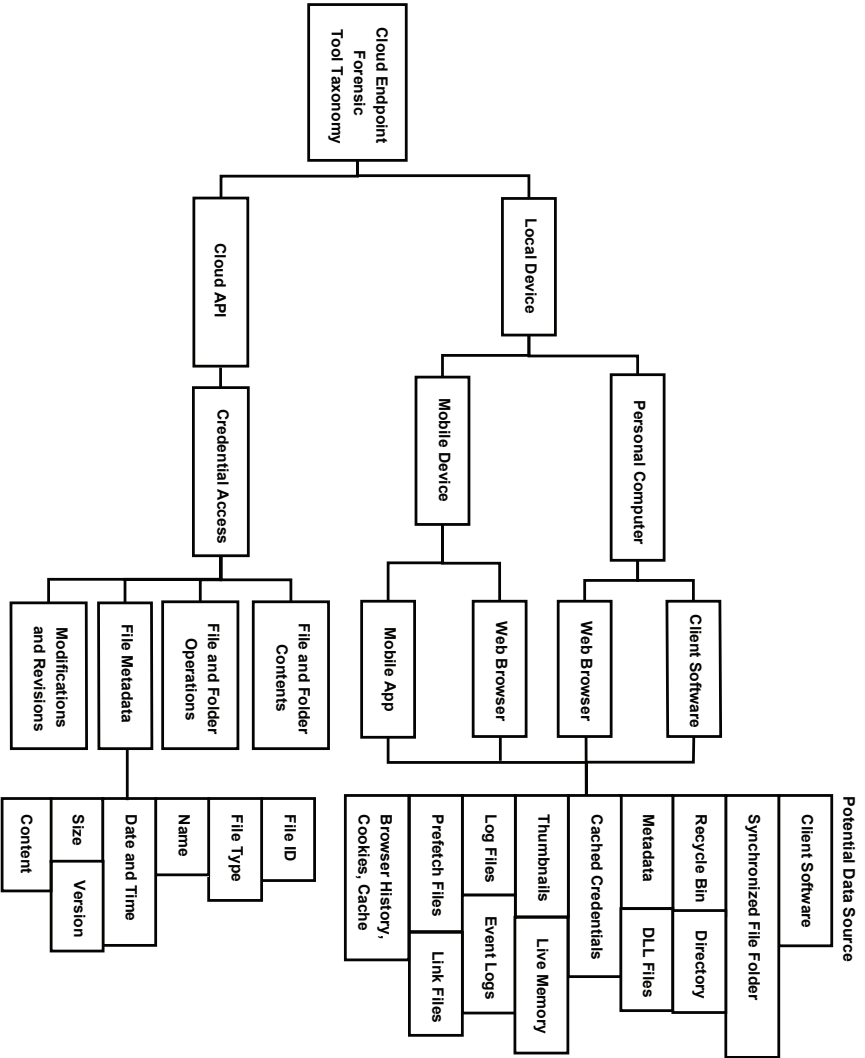 Cloud Endpoint
Forensic
Tool Taxonomy
Local Device
Cloud API
Personal Computer
Mobile Device
Credential Access
Client Software
Web Browser
Web Browser
Mobile App
File and Folder
Contents
File and Folder
Operations
File Metadata
Modifications
and Revisions
Potential Data Source
Client Software
Synchronized File Folder
Recycle Bin
Directory
Metadata
DLL Files
Cached Credentials
Thumbnails
Live Memory
Log Files
Event Logs
Prefetch Files
Link Files
Browser History,
Cookies, Cache
File ID
File Type
Name
Date and Time
Size
Version
Content